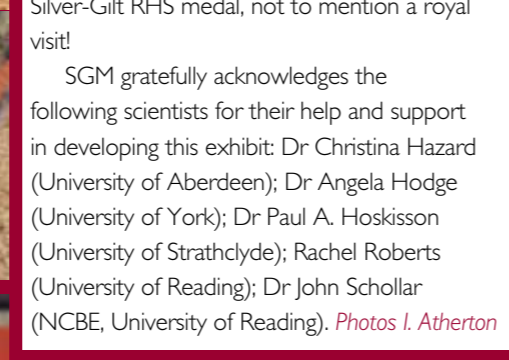 Silver-Gilt RHS medal, not to mention a royal
visit!
SGM gratefully acknowledges the
following scientists for their help and support
in developing this exhibit: Dr Christina Hazard
(University of Aberdeen); Dr Angela Hodge
(University of York); Dr Paul A. Hoskisson
(University of Strathclyde); Rachel Roberts
(University of Reading); Dr John Schollar
(NCBE, University of Reading). Photos I. Atherton